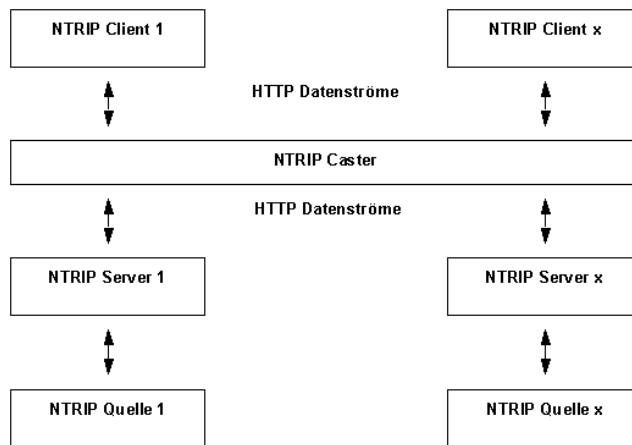 NTRIP Client 1
NTRIP Client x
HTTP Datenströme
NTRIP Caster
HTTP Datenströme
NTRIP Server 1
NTRIP Server x
NTRIP Quelle 1
NTRIP Quelle x